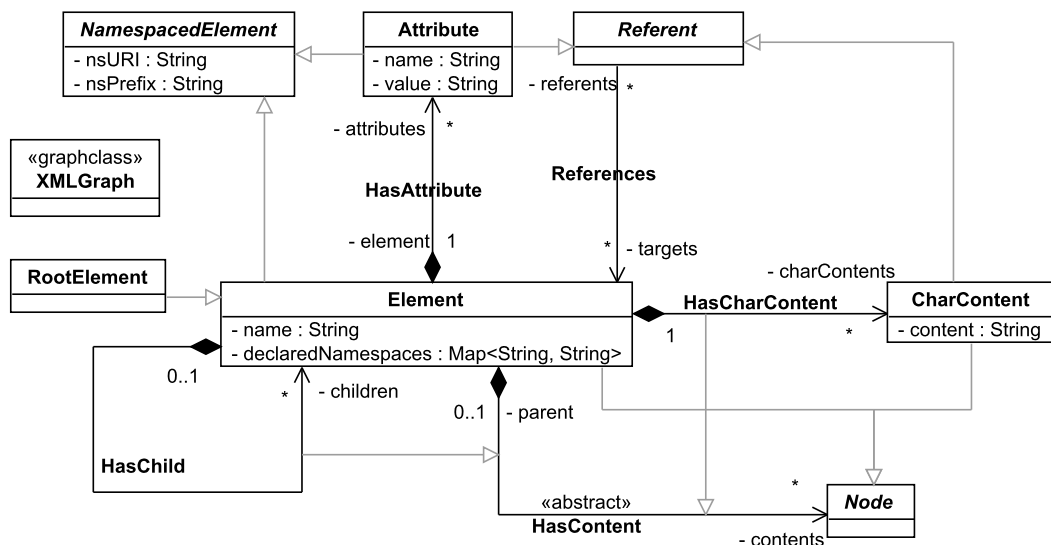 NamespacedElement
- nsURI : String
- nsPrefix : String
Attribute
- name : String
- value : String
Referent
- referents
*
- attributes
*
«graphclass»
XMLGraph
References
HasAttribute
- element
1
*
- targets
RootElement
- charContents
Element
- name : String
- declaredNamespaces : Map<String, String>
HasCharContent
1
*
CharContent
- content : String
0..1
*
- children
0..1
- parent
HasChild
«abstract»
HasContent
*
Node
- contents